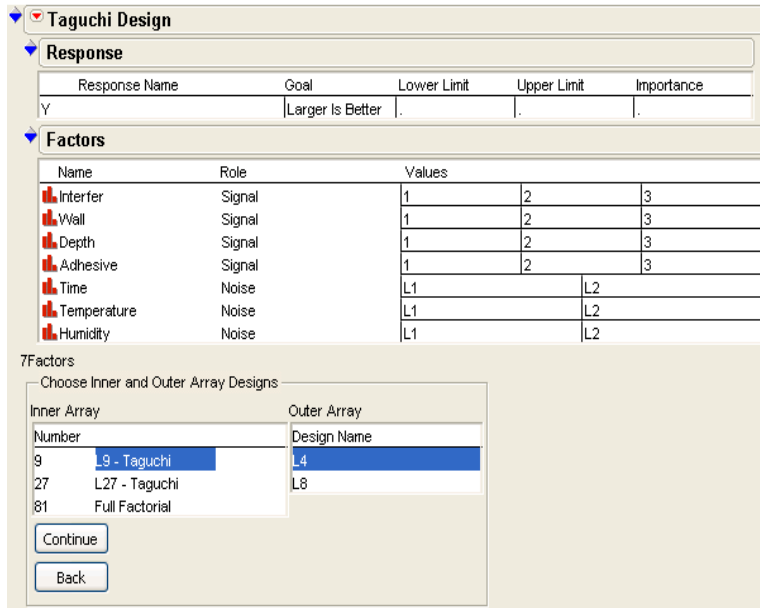 Taguchi Design
Response
Response Name Goal Lower Limit Upper Limit Importance
Y Larger Is Better . . .
Factors
Name Role Values
Interfer Signal 1 2 3
Wall Signal 1 2 3
Depth Signal 1 2 3
Adhesive Signal 1 2 3
Time Noise L1 L2
Temperature Noise L1 L2
Humidity Noise L1 L2
7Factors
Choose Inner and Outer Array Designs
Inner Array Outer Array
Number Design Name
9 L9 - Taguchi L4
27 L27 - Taguchi L8
81 Full Factorial
Continue
Back